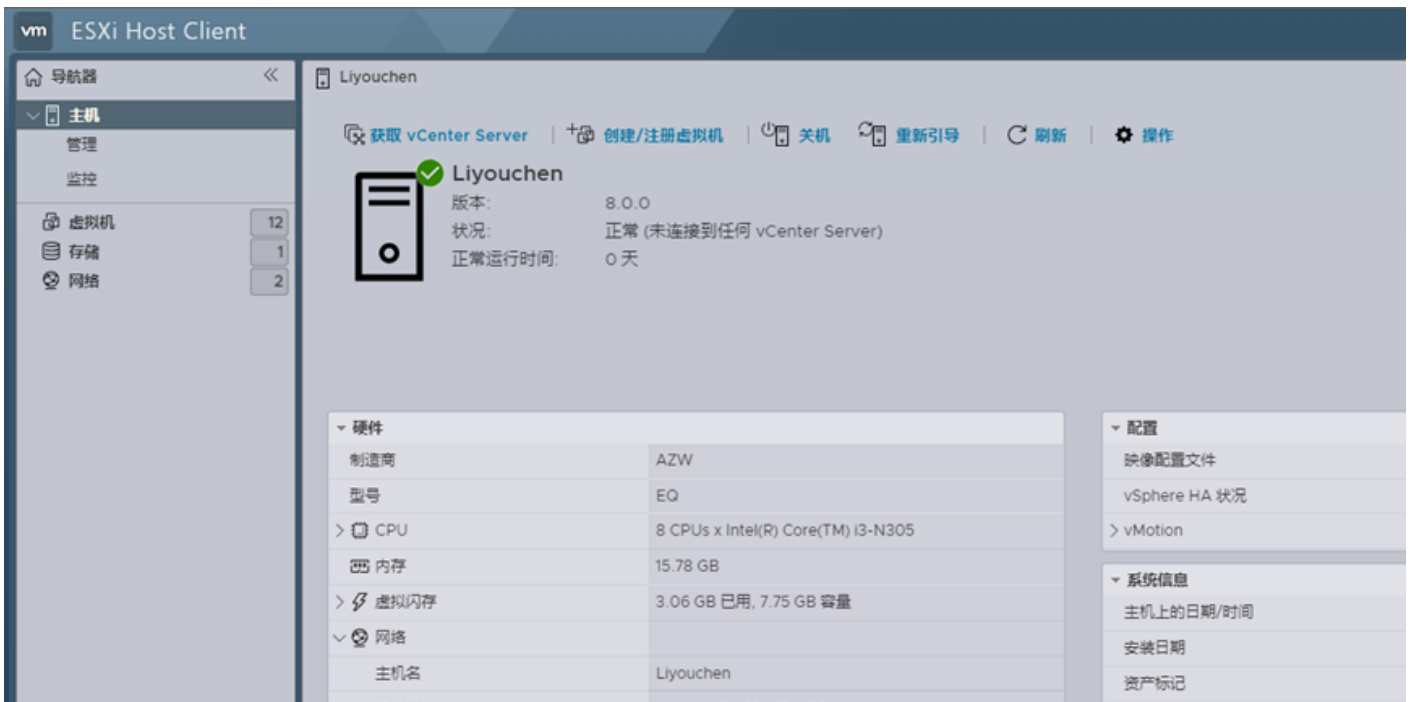 vm ESXi Host Client
导航器
主机
管理
监控
虚拟机 12
存储 1
网络 2
Liyouchen
获取 vCenter Server | 创建/注册虚拟机 | 关机 重新引导 | 刷新 | 操作
Liyouchen
版本: 8.0.0
状况: 正常 (未连接到任何 vCenter Server)
正常运行时间: 0 天
硬件
制造商 AZW
型号 EQ
CPU 8 CPUs x Intel(R) Core(TM) i3-N305
内存 15.78 GB
虚拟闪存 3.06 GB 已用, 7.75 GB 容量
网络
主机名 Liyouchen
配置
映像配置文件
vSphere HA 状况
vMotion
系统信息
主机上的日期/时间
安装日期
资产标记